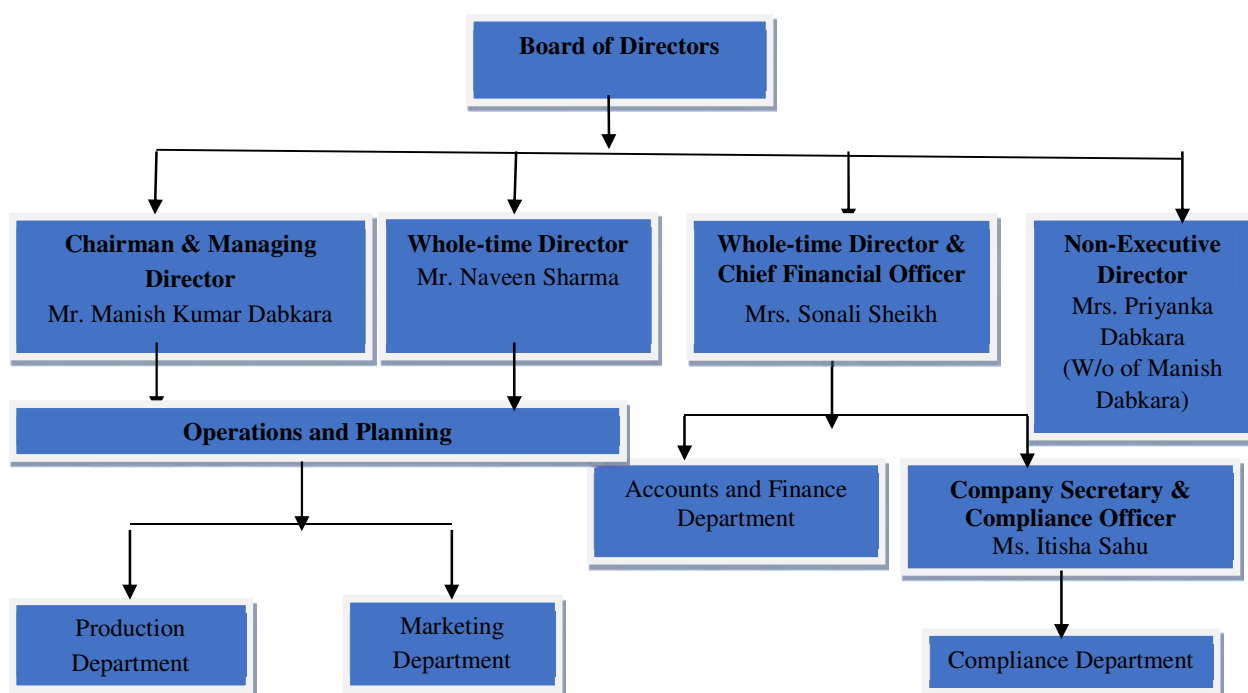 Board of Directors
Chairman & Managing
Director
Mr. Manish Kumar Dabkara
Whole-time Director
Mr. Naveen Sharma
Whole-time Director &
Chief Financial Officer
Mrs. Sonali Sheikh
Non-Executive
Director
Mrs. Priyanka
Dabkara
(W/o of Manish
Dabkara)
Operations and Planning
Accounts and Finance
Department
Company Secretary &
Compliance Officer
Ms. Itisha Sahu
Production
Department
Marketing
Department
Compliance Department